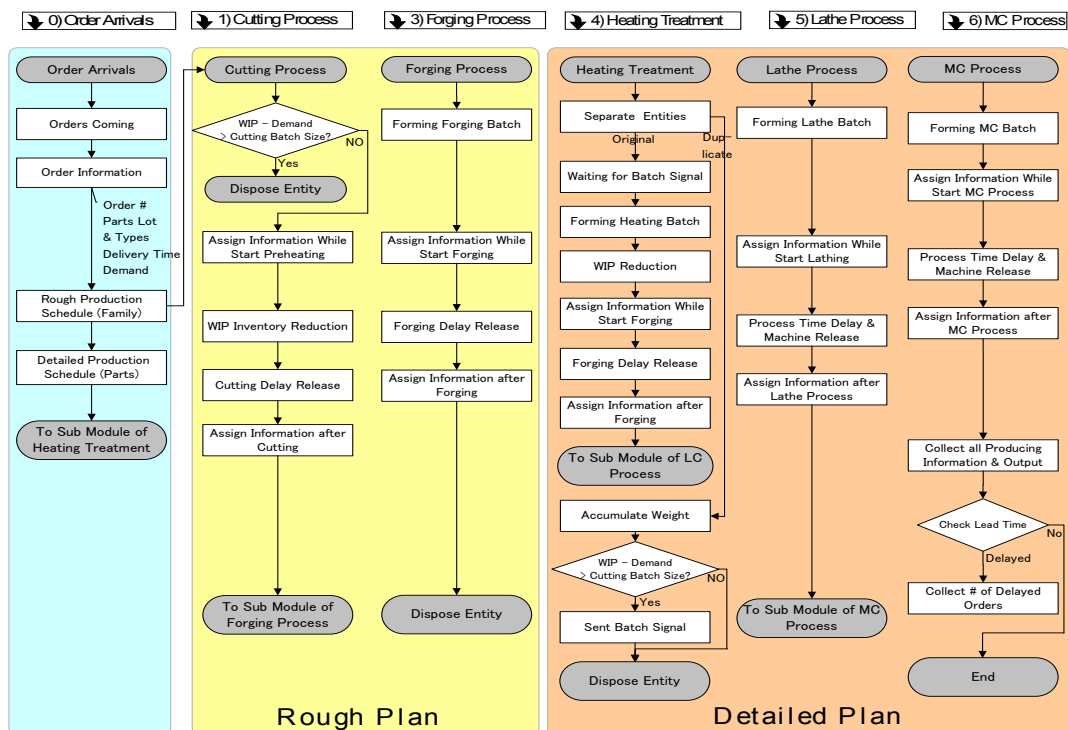 0) Order Arrivals
1) Cutting Process
3) Forging Process
4) Heating Treatment
5) Lathe Process
6) MC Process
Order Arrivals
Orders Coming
Order Information
Order #
Parts Lot
& Types
Delivery Time
Demand
Rough Production
Schedule (Family)
Detailed Production
Schedule (Parts)
To Sub Module of
Heating Treatment
Cutting Process
WIP - Demand
> Cutting Batch Size?
NO
Yes
Dispose Entity
Assign Information While
Start Preheating
WIP Inventory Reduction
Cutting Delay Release
Assign Information after
Cutting
To Sub Module of
Forging Process
Forging Process
Forming Forging Batch
Assign Information While
Start Forging
Forging Delay Release
Assign Information after
Forging
Dispose Entity
Rough Plan
Heating Treatment
Separate Entities
Original
Dup-
licate
Waiting for Batch Signal
Forming Heating Batch
WIP Reduction
Assign Information While
Start Forging
Forging Delay Release
Assign Information after
Forging
To Sub Module of LC
Process
Accumulate Weight
WIP - Demand
> Cutting Batch Size?
NO
Yes
Sent Batch Signal
Dispose Entity
Lathe Process
Forming Lathe Batch
Assign Information While
Start Lathing
Process Time Delay &
Machine Release
Assign Information after
Lathe Process
To Sub Module of MC
Process
MC Process
Forming MC Batch
Assign Information While
Start MC Process
Process Time Delay &
Machine Release
Assign Information after
MC Process
Collect all Producing
Information & Output
Check Lead Time
No
Delayed
Collect # of Delayed
Orders
End
Detailed Plan